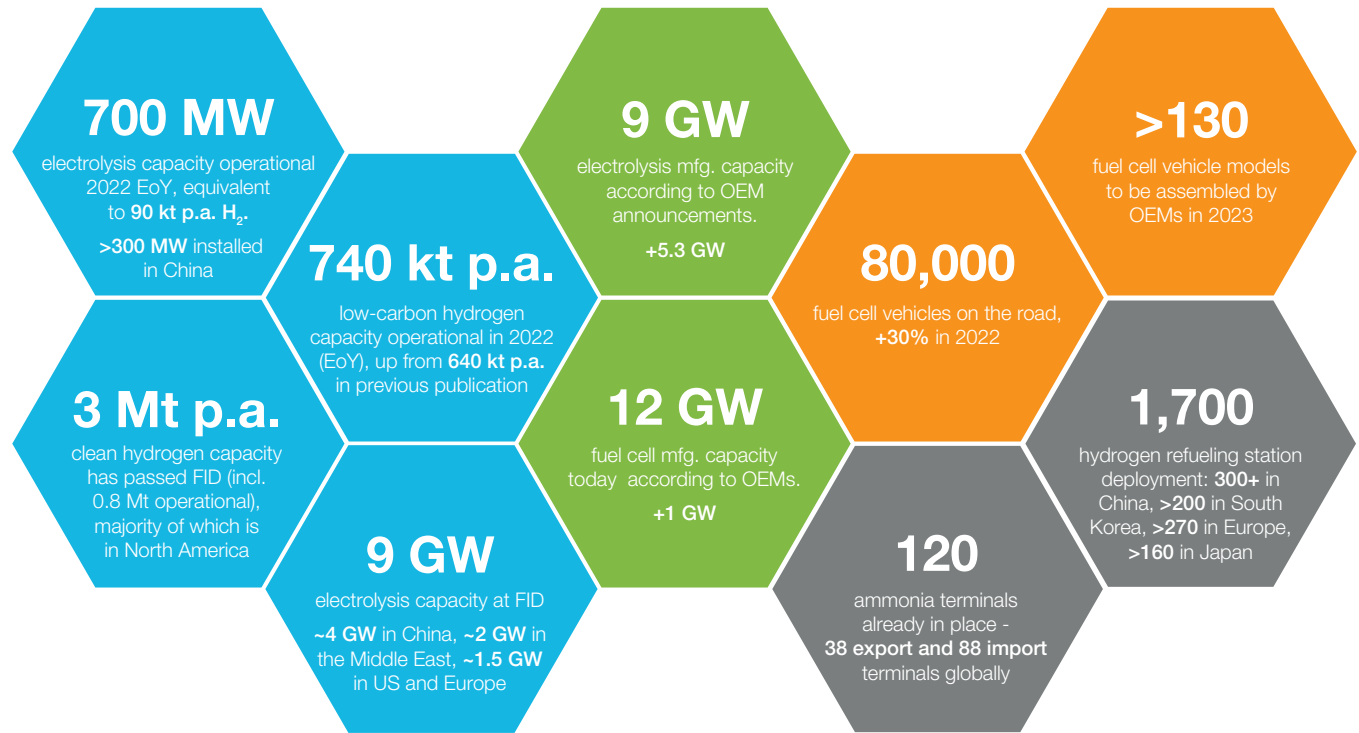 700 MW
electrolysis capacity operational
2022 EoY, equivalent
to 90 kt p.a. H₂.
>300 MW installed
in China
740 kt p.a.
low-carbon hydrogen
capacity operational in 2022
(EoY), up from 640 kt p.a.
in previous publication
3 Mt p.a.
clean hydrogen capacity
has passed FID (incl.
0.8 Mt operational),
majority of which is
in North America
9 GW
electrolysis capacity at FID
~4 GW in China, ~2 GW in
the Middle East, ~1.5 GW
in US and Europe
9 GW
electrolysis mfg. capacity
according to OEM
announcements.
+5.3 GW
12 GW
fuel cell mfg. capacity
today according to OEMs.
+1 GW
80,000
fuel cell vehicles on the road,
+30% in 2022
>130
fuel cell vehicle models
to be assembled by
OEMs in 2023
1,700
hydrogen refueling station
deployment: 300+ in
China, >200 in South
Korea, >270 in Europe,
>160 in Japan
120
ammonia terminals
already in place -
38 export and 88 import
terminals globally